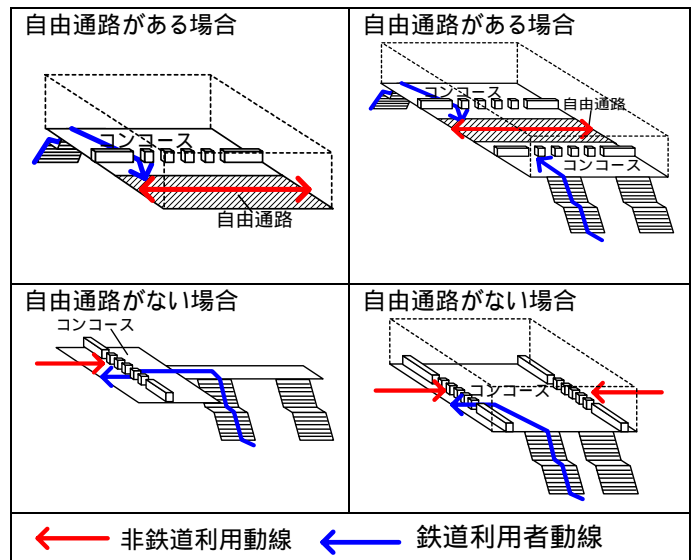 自由通路がある場合
コンコース
自由通路
自由通路がある場合
コンコース
自由通路
コンコース
自由通路がない場合
コンコース
自由通路がない場合
コンコース
非鉄道利用動線
鉄道利用者動線